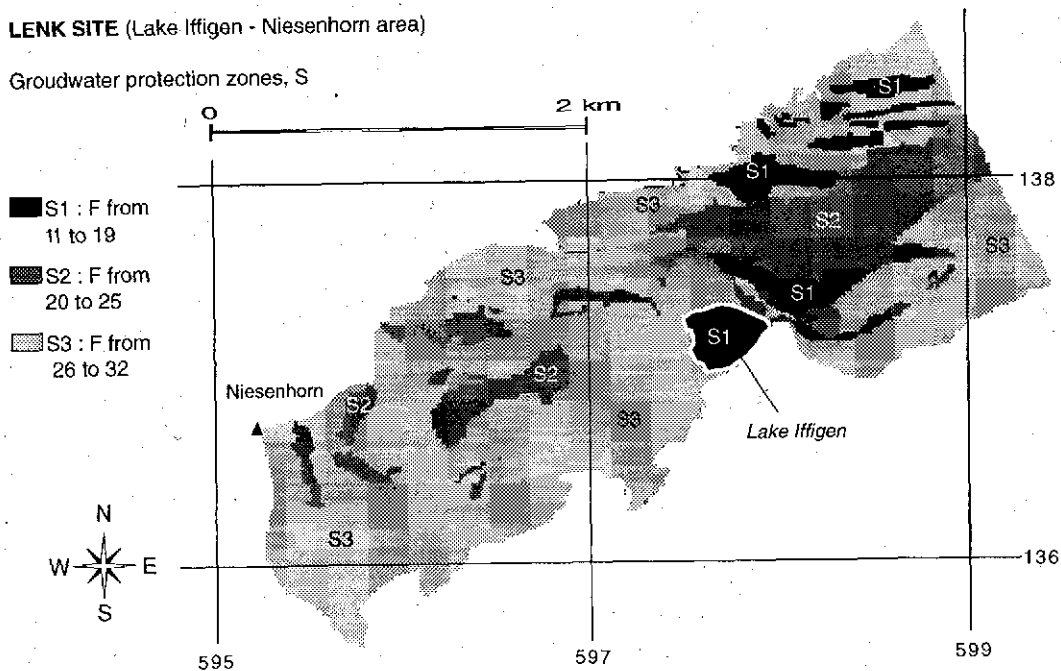 LENK SITE (Lake Iffigen - Niesenhorn area)
Groudwater protection zones, S
0 2 km
S1 : F from
11 to 19
S2 : F from
20 to 25
S3 : F from
26 to 32
S1
S1
138
S3
S2
S3
S3
S1
S1
S2
Niesenhorn
S2
S3
Lake Iffigen
N
S3
W E
136
S
595
597
599